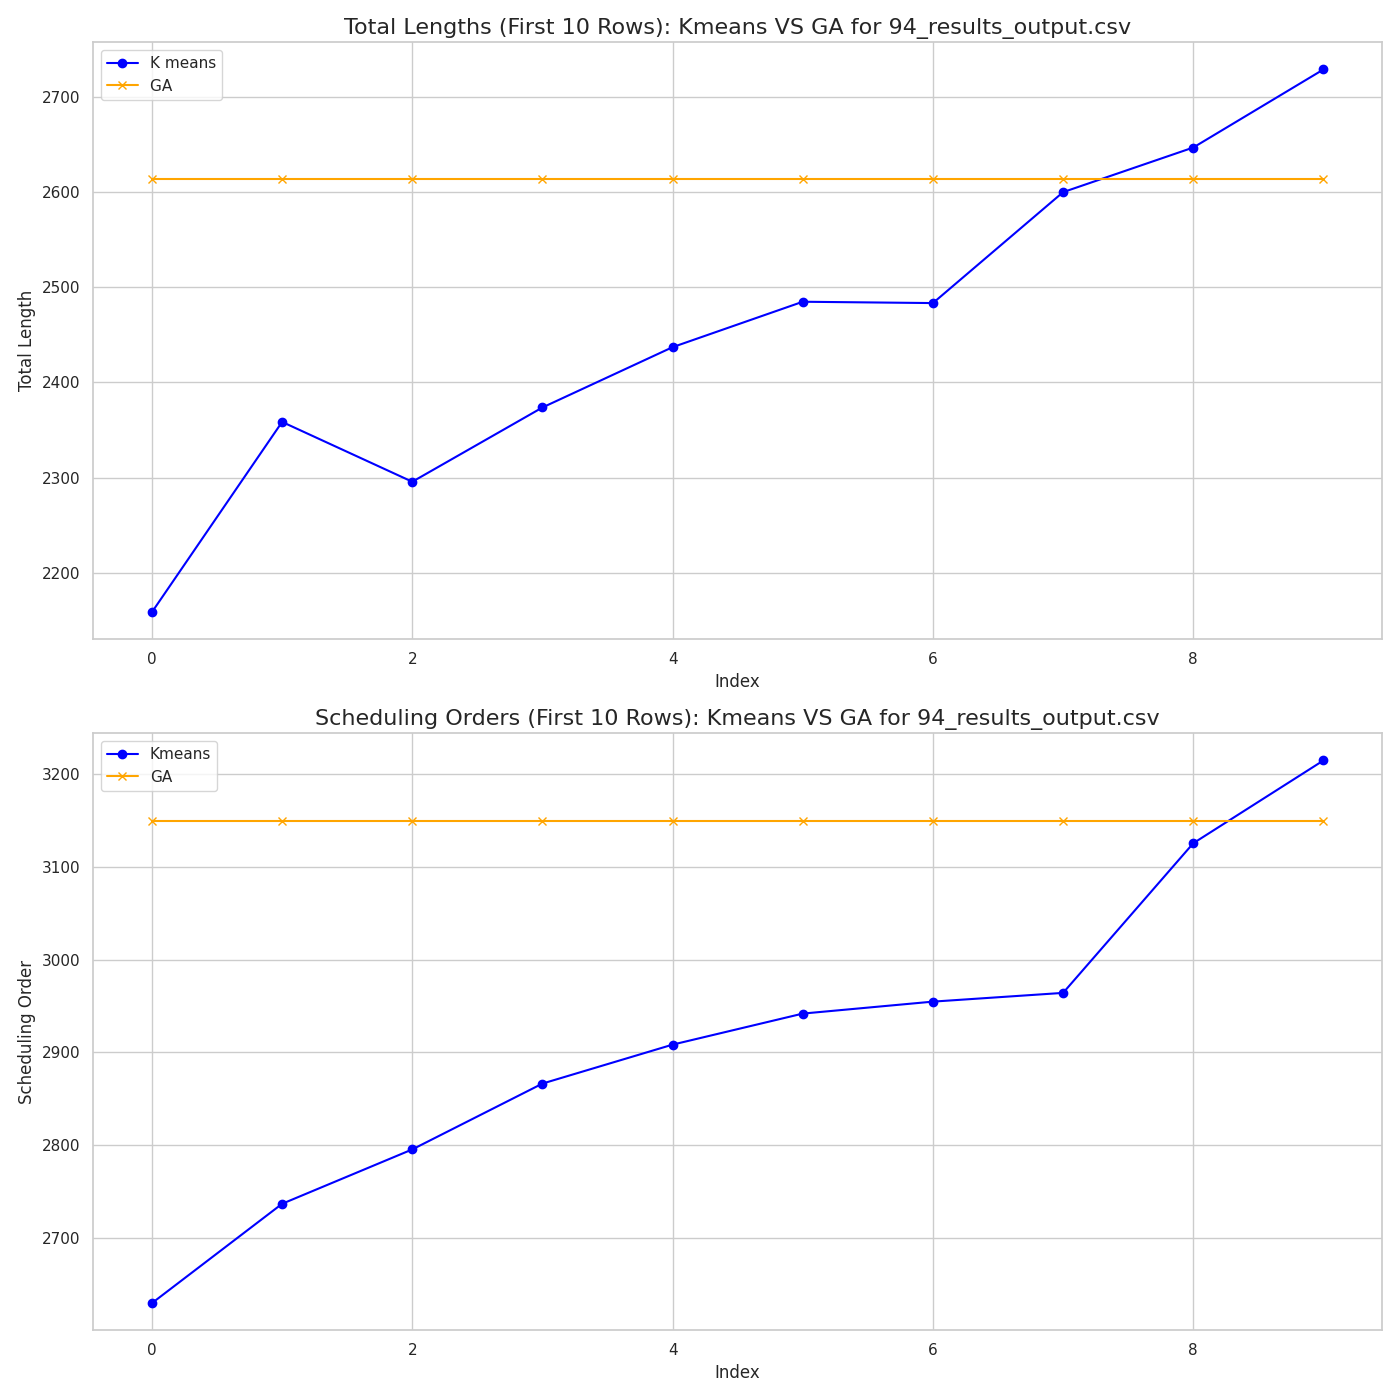 Total Lengths (First 10 Rows): Kmeans VS GA for 94_results_output.csv
K means
GA
2700
2600
2500
2400
2300
2200
Total Length
0 2 4 6 8
Index
Scheduling Orders (First 10 Rows): Kmeans VS GA for 94_results_output.csv
Kmeans
GA
3200
3100
3000
2900
2800
2700
Scheduling Order
0 2 4 6 8
Index